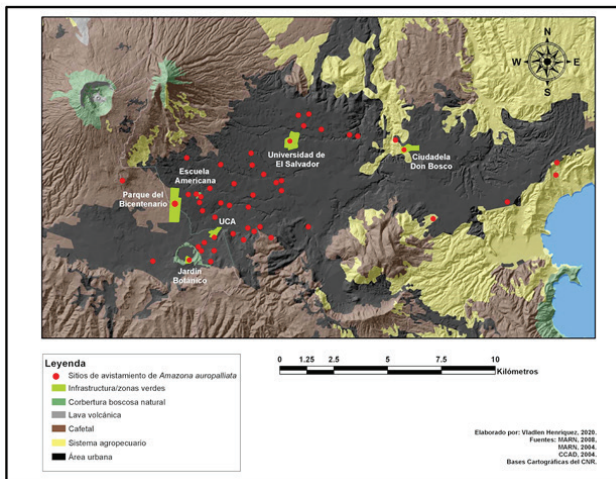 N
W E
S
Universidad de
El Salvador
Ciudadela
Don Bosco
Escuela
Americana
Parque del
Bicentenario
UCA
Jardín
Botánico
Leyenda
Sitios de avistamiento de Amazona auropalliata
Infrastructura/zonas verdes
Corbertura boscosa natural
Lava volcánica
Cafetal
Sistema agropecuario
Área urbana
0 1.25 2.5 5 7.5 10
Kilómetros
Elaborado por: Vladlen Henríquez, 2020.
Fuentes: MARN, 2008,
MARN, 2004.
CCAD, 2004.
Bases Cartográficas del CNR.